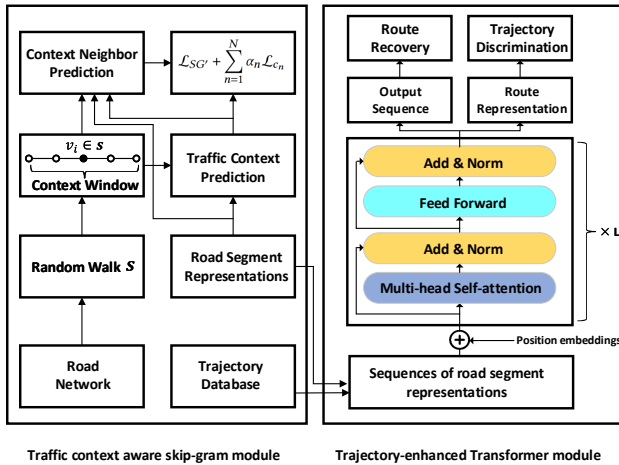 Context Neighbor
Prediction
ℒ_{SG'} + ∑_{n=1}^{N} α_n ℒ_{c_n}
v_i ∈ s
Context Window
Traffic Context
Prediction
Random Walk S
Road Segment
Representations
Road
Network
Trajectory
Database
Traffic context aware skip-gram module
Route
Recovery
Trajectory
Discrimination
Output
Sequence
Route
Representation
Add & Norm
Feed Forward
Add & Norm
Multi-head Self-attention
× L
+
Position embeddings
Sequences of road segment
representations
Trajectory-enhanced Transformer module